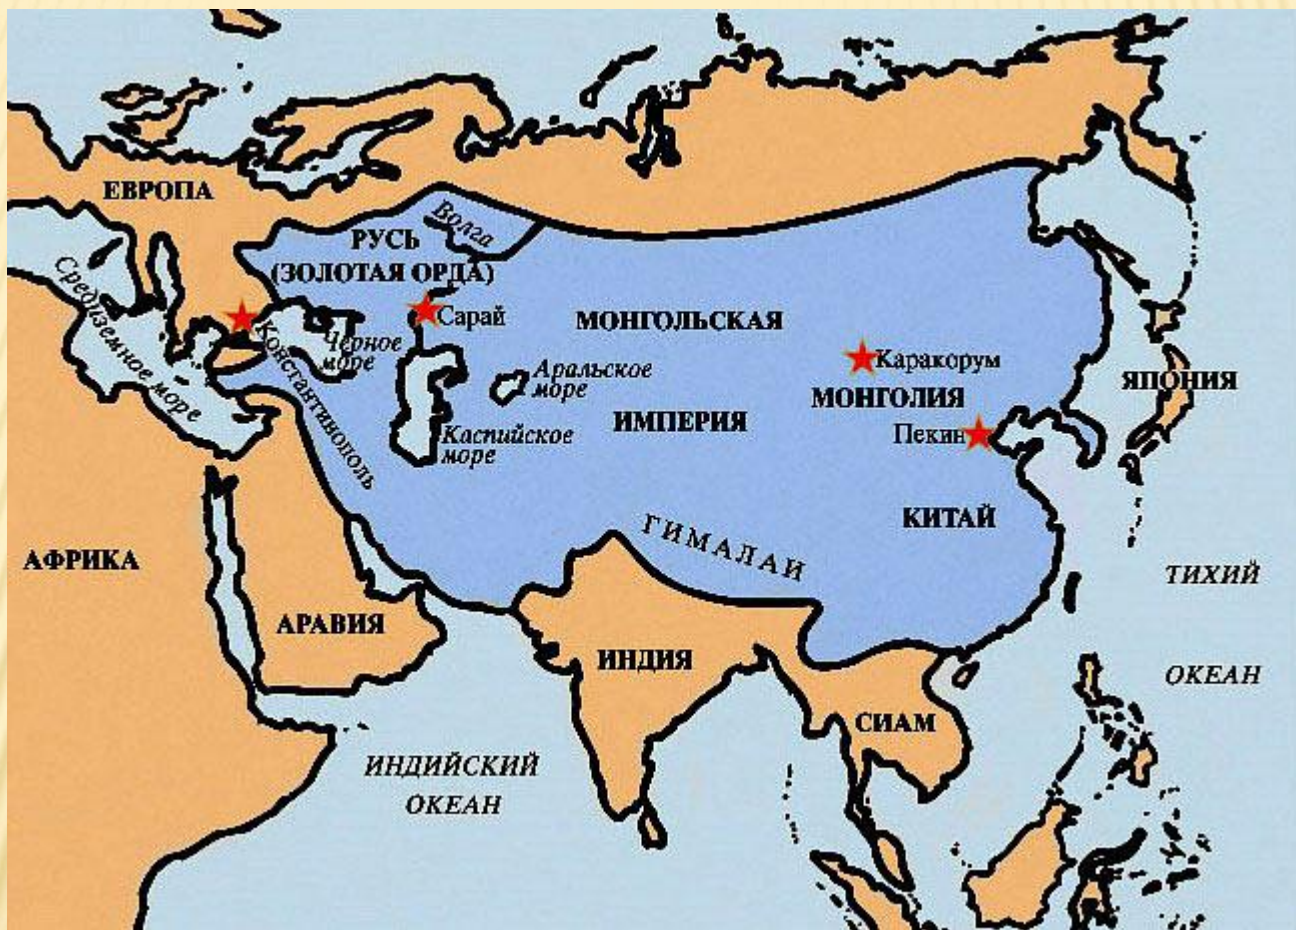 ЕВРОПА
Волга
РУСЬ
(ЗОЛОТАЯ ОРДА)
Средиземное море
Константинополь
Чёрное
море
Сарай
МОНГОЛЬСКАЯ
Каракорум
Аральское
море
ЯПОНИЯ
МОНГОЛИЯ
ИМПЕРИЯ
Каспийское
море
Пекин
КИТАЙ
ГИМАЛАИ
АФРИКА
ТИХИЙ
ОКЕАН
АРАВИЯ
ИНДИЯ
СИАМ
ИНДИЙСКИЙ
ОКЕАН